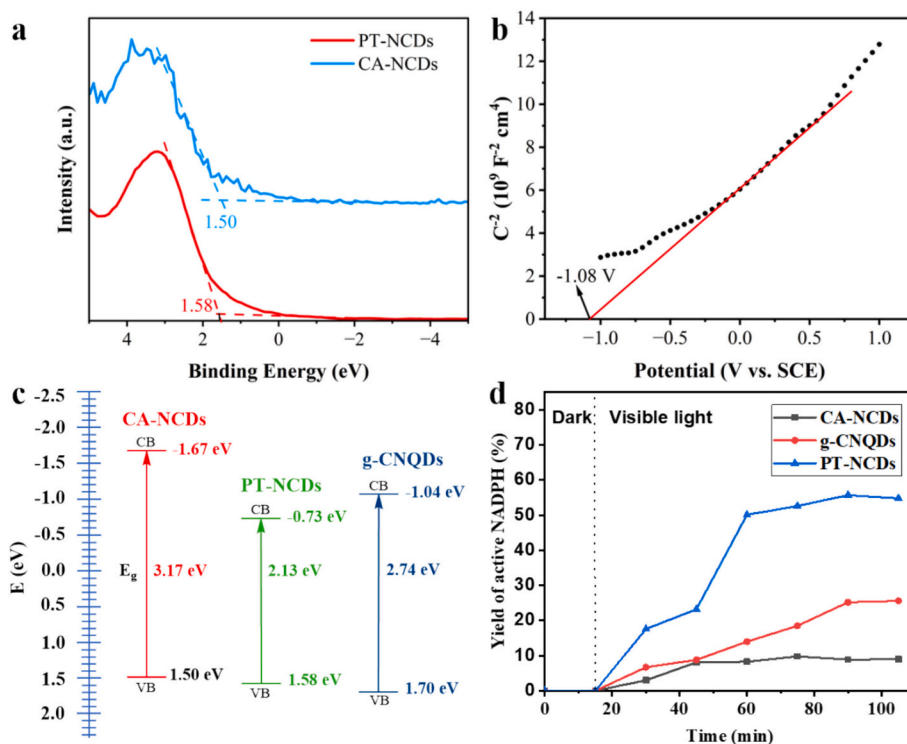 a
PT-NCDs
CA-NCDs
1.50
1.58
Intensity (a.u.)
4 2 0 −2 −4
Binding Energy (eV)
b
14
12
10
8
6
4
2
0
-1.08 V
C⁻² (10⁹ F⁻² cm⁴)
−1.0 −0.5 0.0 0.5 1.0
Potential (V vs. SCE)
c
-2.5
-2.0
-1.5
-1.0
-0.5
0.0
0.5
1.0
1.5
2.0
E (eV)
CA-NCDs
CB
-1.67 eV
E_g
3.17 eV
1.50 eV
VB
PT-NCDs
CB
-0.73 eV
2.13 eV
1.58 eV
VB
g-CNQDs
CB
-1.04 eV
2.74 eV
1.70 eV
VB
d
Dark
Visible light
CA-NCDs
g-CNQDs
PT-NCDs
80
70
60
50
40
30
20
10
0
Yield of active NADPH (%)
0 20 40 60 80 100
Time (min)